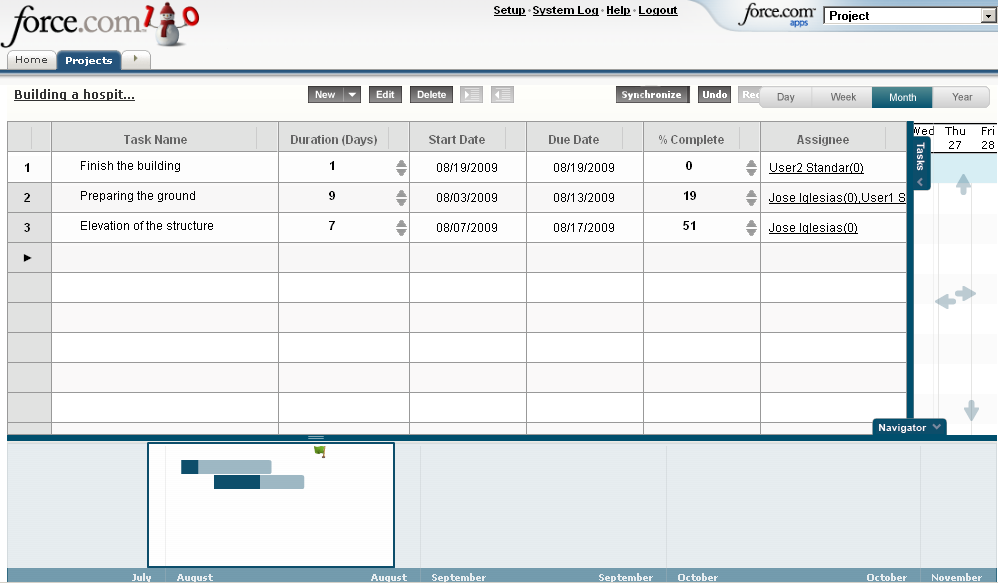 force.com 10
Setup · System Log · Help · Logout
force.com apps
Project
Home Projects
Building a hospit...
New Edit Delete
Synchronize Undo Day Week Month Year
Task Name Duration (Days) Start Date Due Date % Complete Assignee
1 Finish the building 1 08/19/2009 08/19/2009 0 User2 Standar(0)
2 Preparing the ground 9 08/03/2009 08/13/2009 19 Jose Iglesias(0),User1 S
3 Elevation of the structure 7 08/07/2009 08/17/2009 51 Jose Iglesias(0)
Wed Thu Fri
27 28
Tasks
Navigator
July August August September September October October November